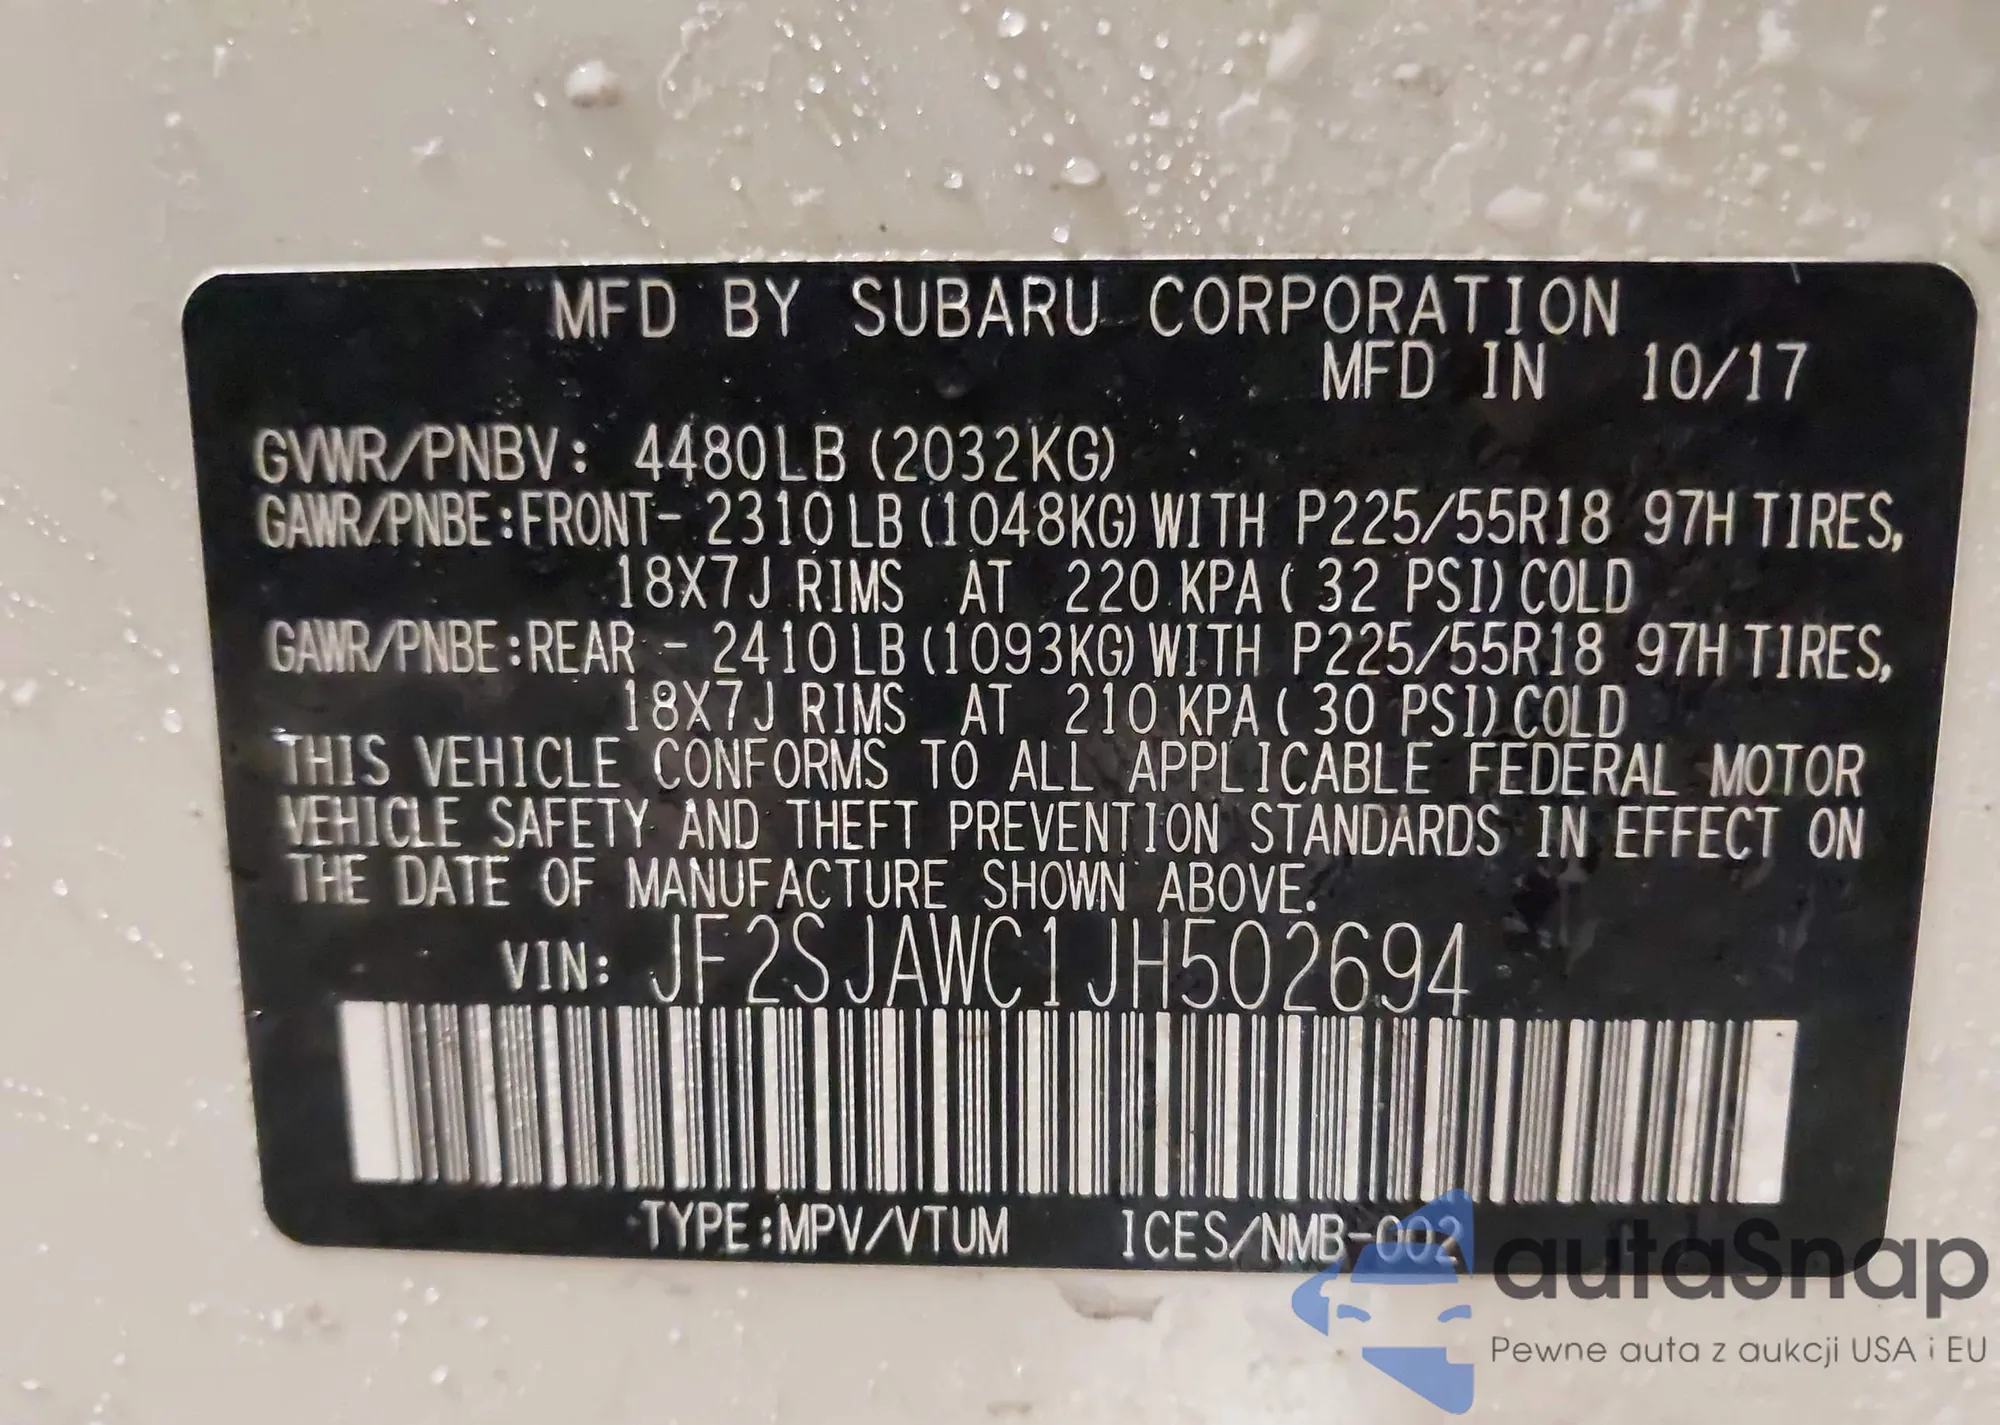 MFD BY SUBARU CORPORATION
MFD IN 10/17
GVWR/PNBV: 4480LB (2032KG)
GAWR/PNBE:FRONT- 2310LB (1048KG) WITH P225/55R18 97H TIRES,
18X7J RIMS AT 220 KPA ( 32 PSI) COLD
GAWR/PNBE:REAR - 2410LB (1093KG) WITH P225/55R18 97H TIRES,
18X7J RIMS AT 210 KPA ( 30 PSI) COLD
THIS VEHICLE CONFORMS TO ALL APPLICABLE FEDERAL MOTOR
VEHICLE SAFETY AND THEFT PREVENTION STANDARDS IN EFFECT ON
THE DATE OF MANUFACTURE SHOWN ABOVE.
VIN: JF2SJAWC1JH502694
TYPE:MPV/VTUM ICES/NMB-002
autaSnap
Pewne auta z aukcji USA i EU